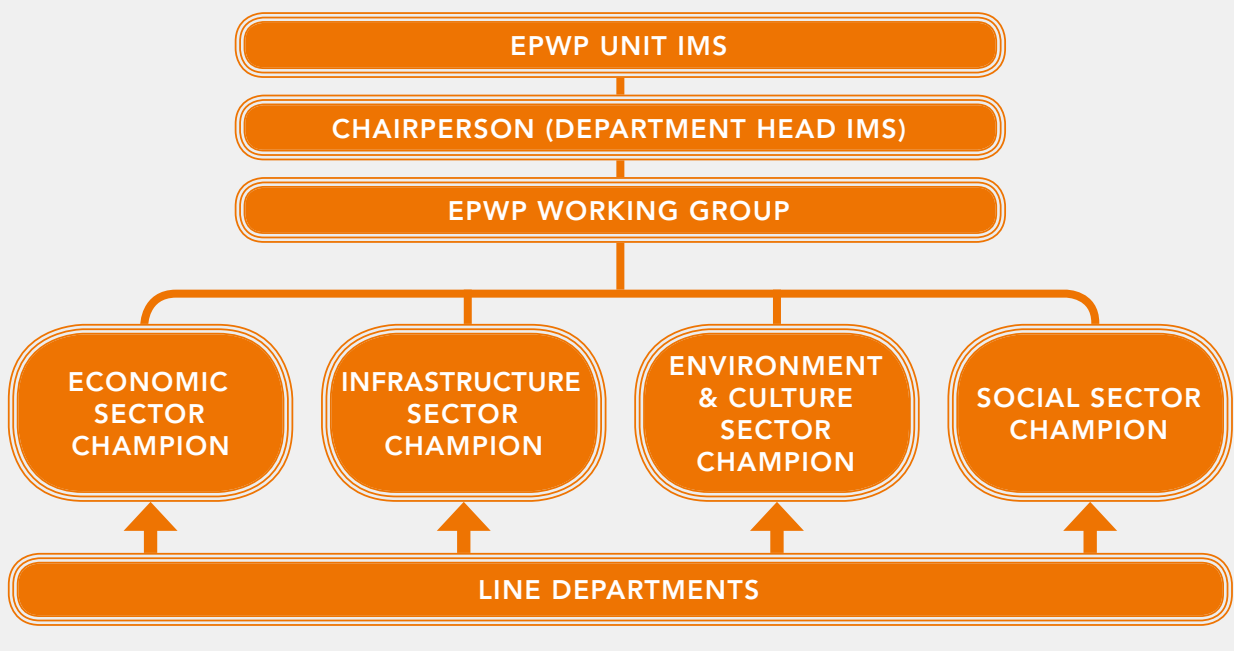 EPWP UNIT IMS
CHAIRPERSON (DEPARTMENT HEAD IMS)
EPWP WORKING GROUP
ECONOMIC
SECTOR
CHAMPION
INFRASTRUCTURE
SECTOR
CHAMPION
ENVIRONMENT
& CULTURE
SECTOR
CHAMPION
SOCIAL SECTOR
CHAMPION
LINE DEPARTMENTS